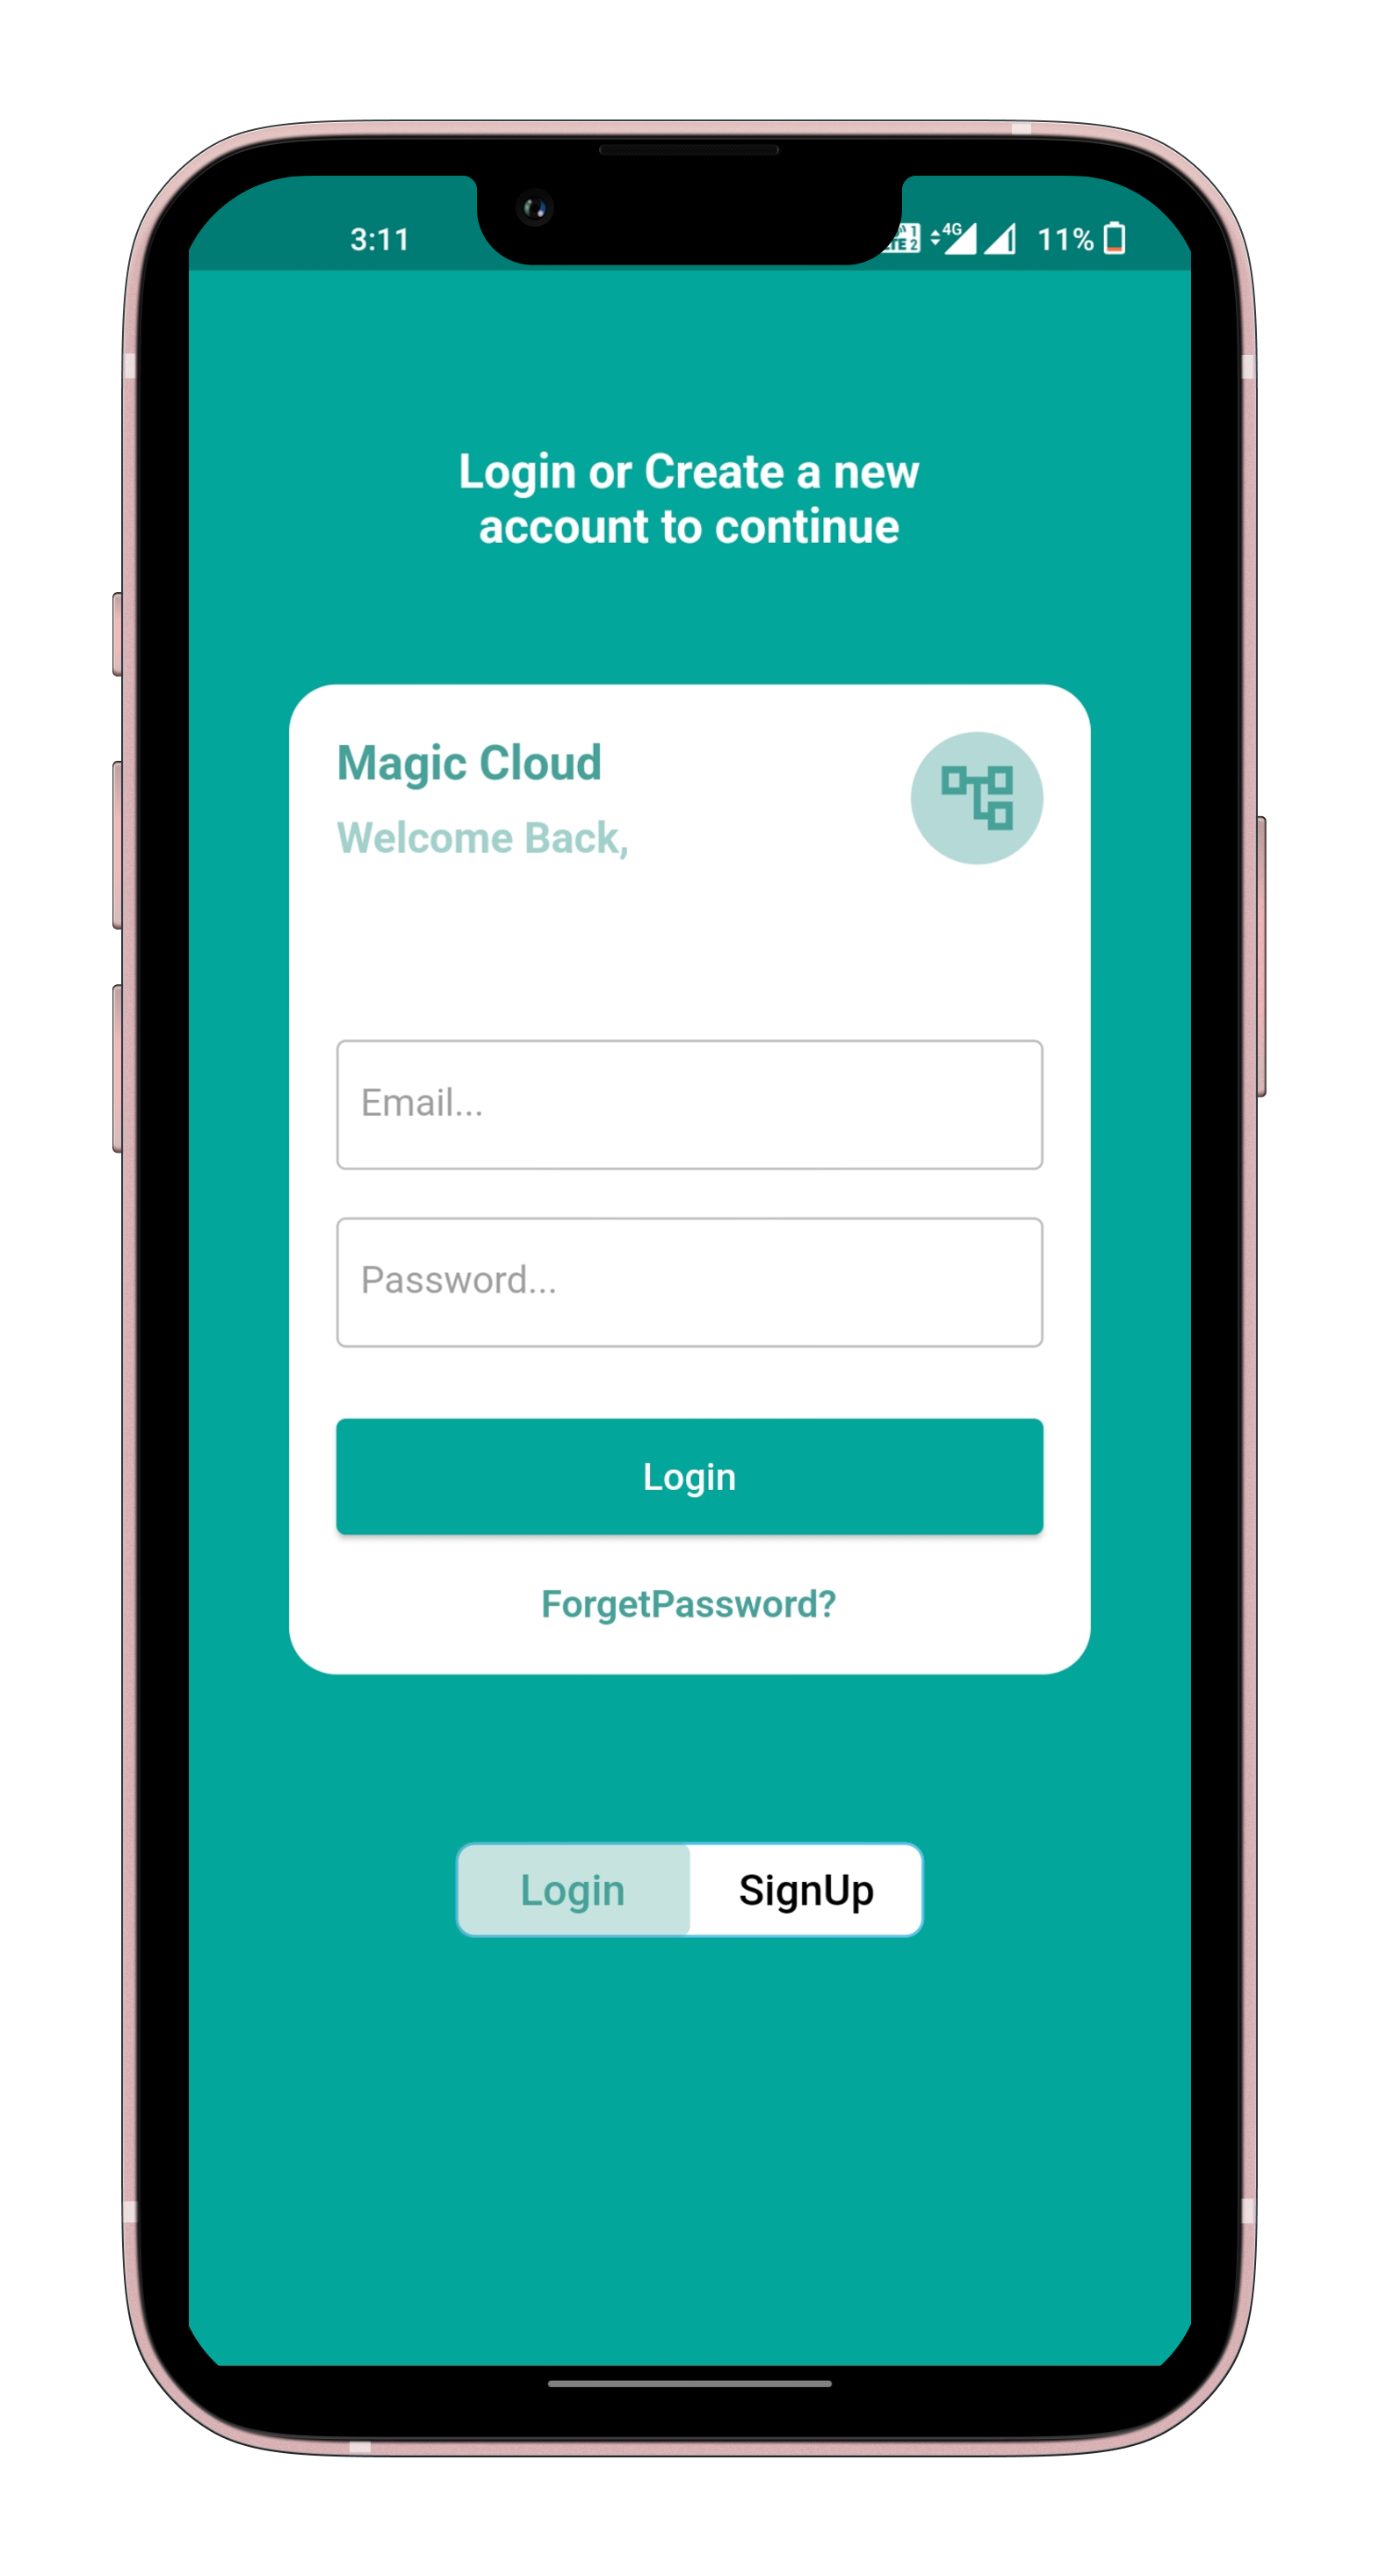 3:11
4G 11%
Login or Create a new
account to continue
Magic Cloud
Welcome Back,
Email...
Password...
Login
ForgetPassword?
Login SignUp